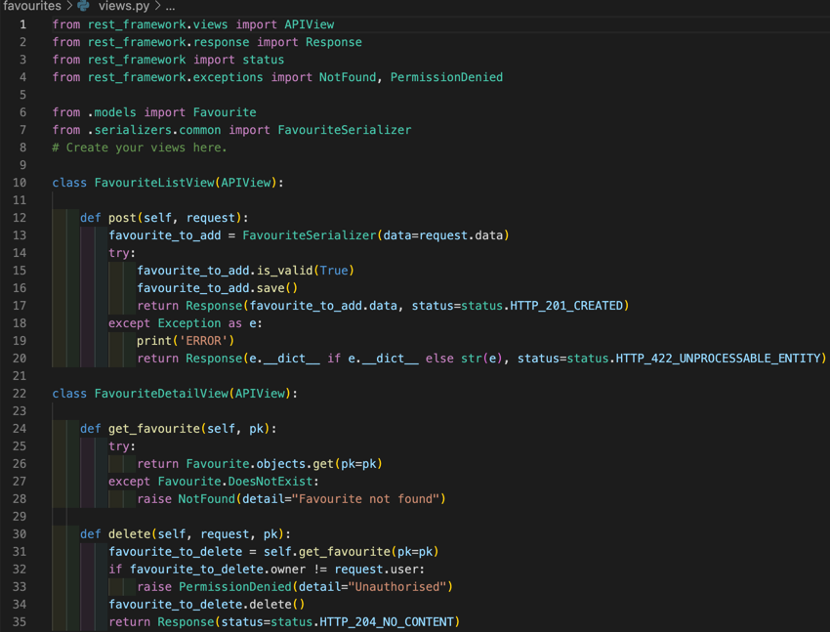 favourites > views.py > ...
1 from rest_framework.views import APIView
2 from rest_framework.response import Response
3 from rest_framework import status
4 from rest_framework.exceptions import NotFound, PermissionDenied
5
6 from .models import Favourite
7 from .serializers.common import FavouriteSerializer
8 # Create your views here.
9
10 class FavouriteListView(APIView):
11
12     def post(self, request):
13         favourite_to_add = FavouriteSerializer(data=request.data)
14         try:
15             favourite_to_add.is_valid(True)
16             favourite_to_add.save()
17             return Response(favourite_to_add.data, status=status.HTTP_201_CREATED)
18         except Exception as e:
19             print('ERROR')
20             return Response(e.__dict__ if e.__dict__ else str(e), status=status.HTTP_422_UNPROCESSABLE_ENTITY)
21
22 class FavouriteDetailView(APIView):
23
24     def get_favourite(self, pk):
25         try:
26             return Favourite.objects.get(pk=pk)
27         except Favourite.DoesNotExist:
28             raise NotFound(detail="Favourite not found")
29
30     def delete(self, request, pk):
31         favourite_to_delete = self.get_favourite(pk=pk)
32         if favourite_to_delete.owner != request.user:
33             raise PermissionDenied(detail="Unauthorised")
34         favourite_to_delete.delete()
35         return Response(status=status.HTTP_204_NO_CONTENT)